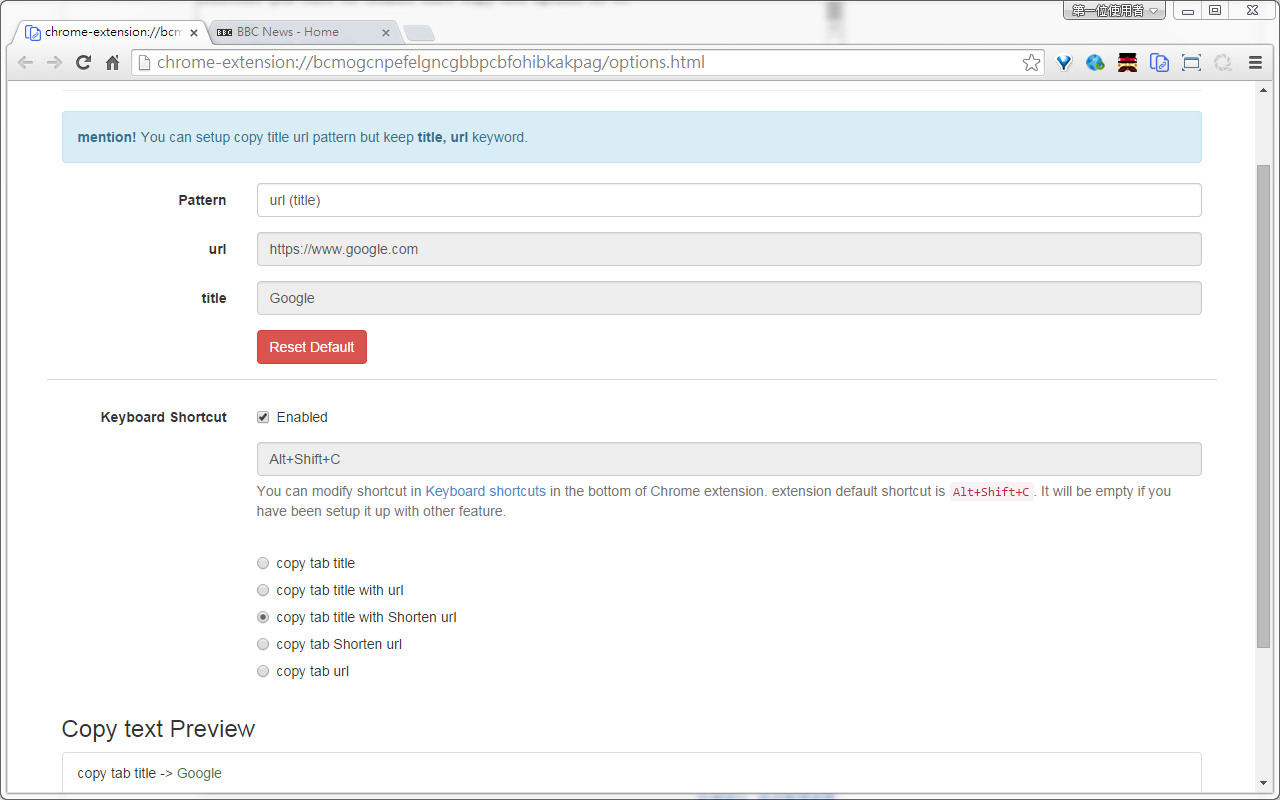 第一位使用者
chrome-extension://bcm
BBC News - Home
chrome-extension://bcmogcnpefelgncgbbpcbfohibkakpag/options.html
mention! You can setup copy title url pattern but keep title, url keyword.
Pattern
url (title)
url
https://www.google.com
title
Google
Reset Default
Keyboard Shortcut
Enabled
Alt+Shift+C
You can modify shortcut in Keyboard shortcuts in the bottom of Chrome extension. extension default shortcut is Alt+Shift+C. It will be empty if you
have been setup it up with other feature.
copy tab title
copy tab title with url
copy tab title with Shorten url
copy tab Shorten url
copy tab url
Copy text Preview
copy tab title -> Google